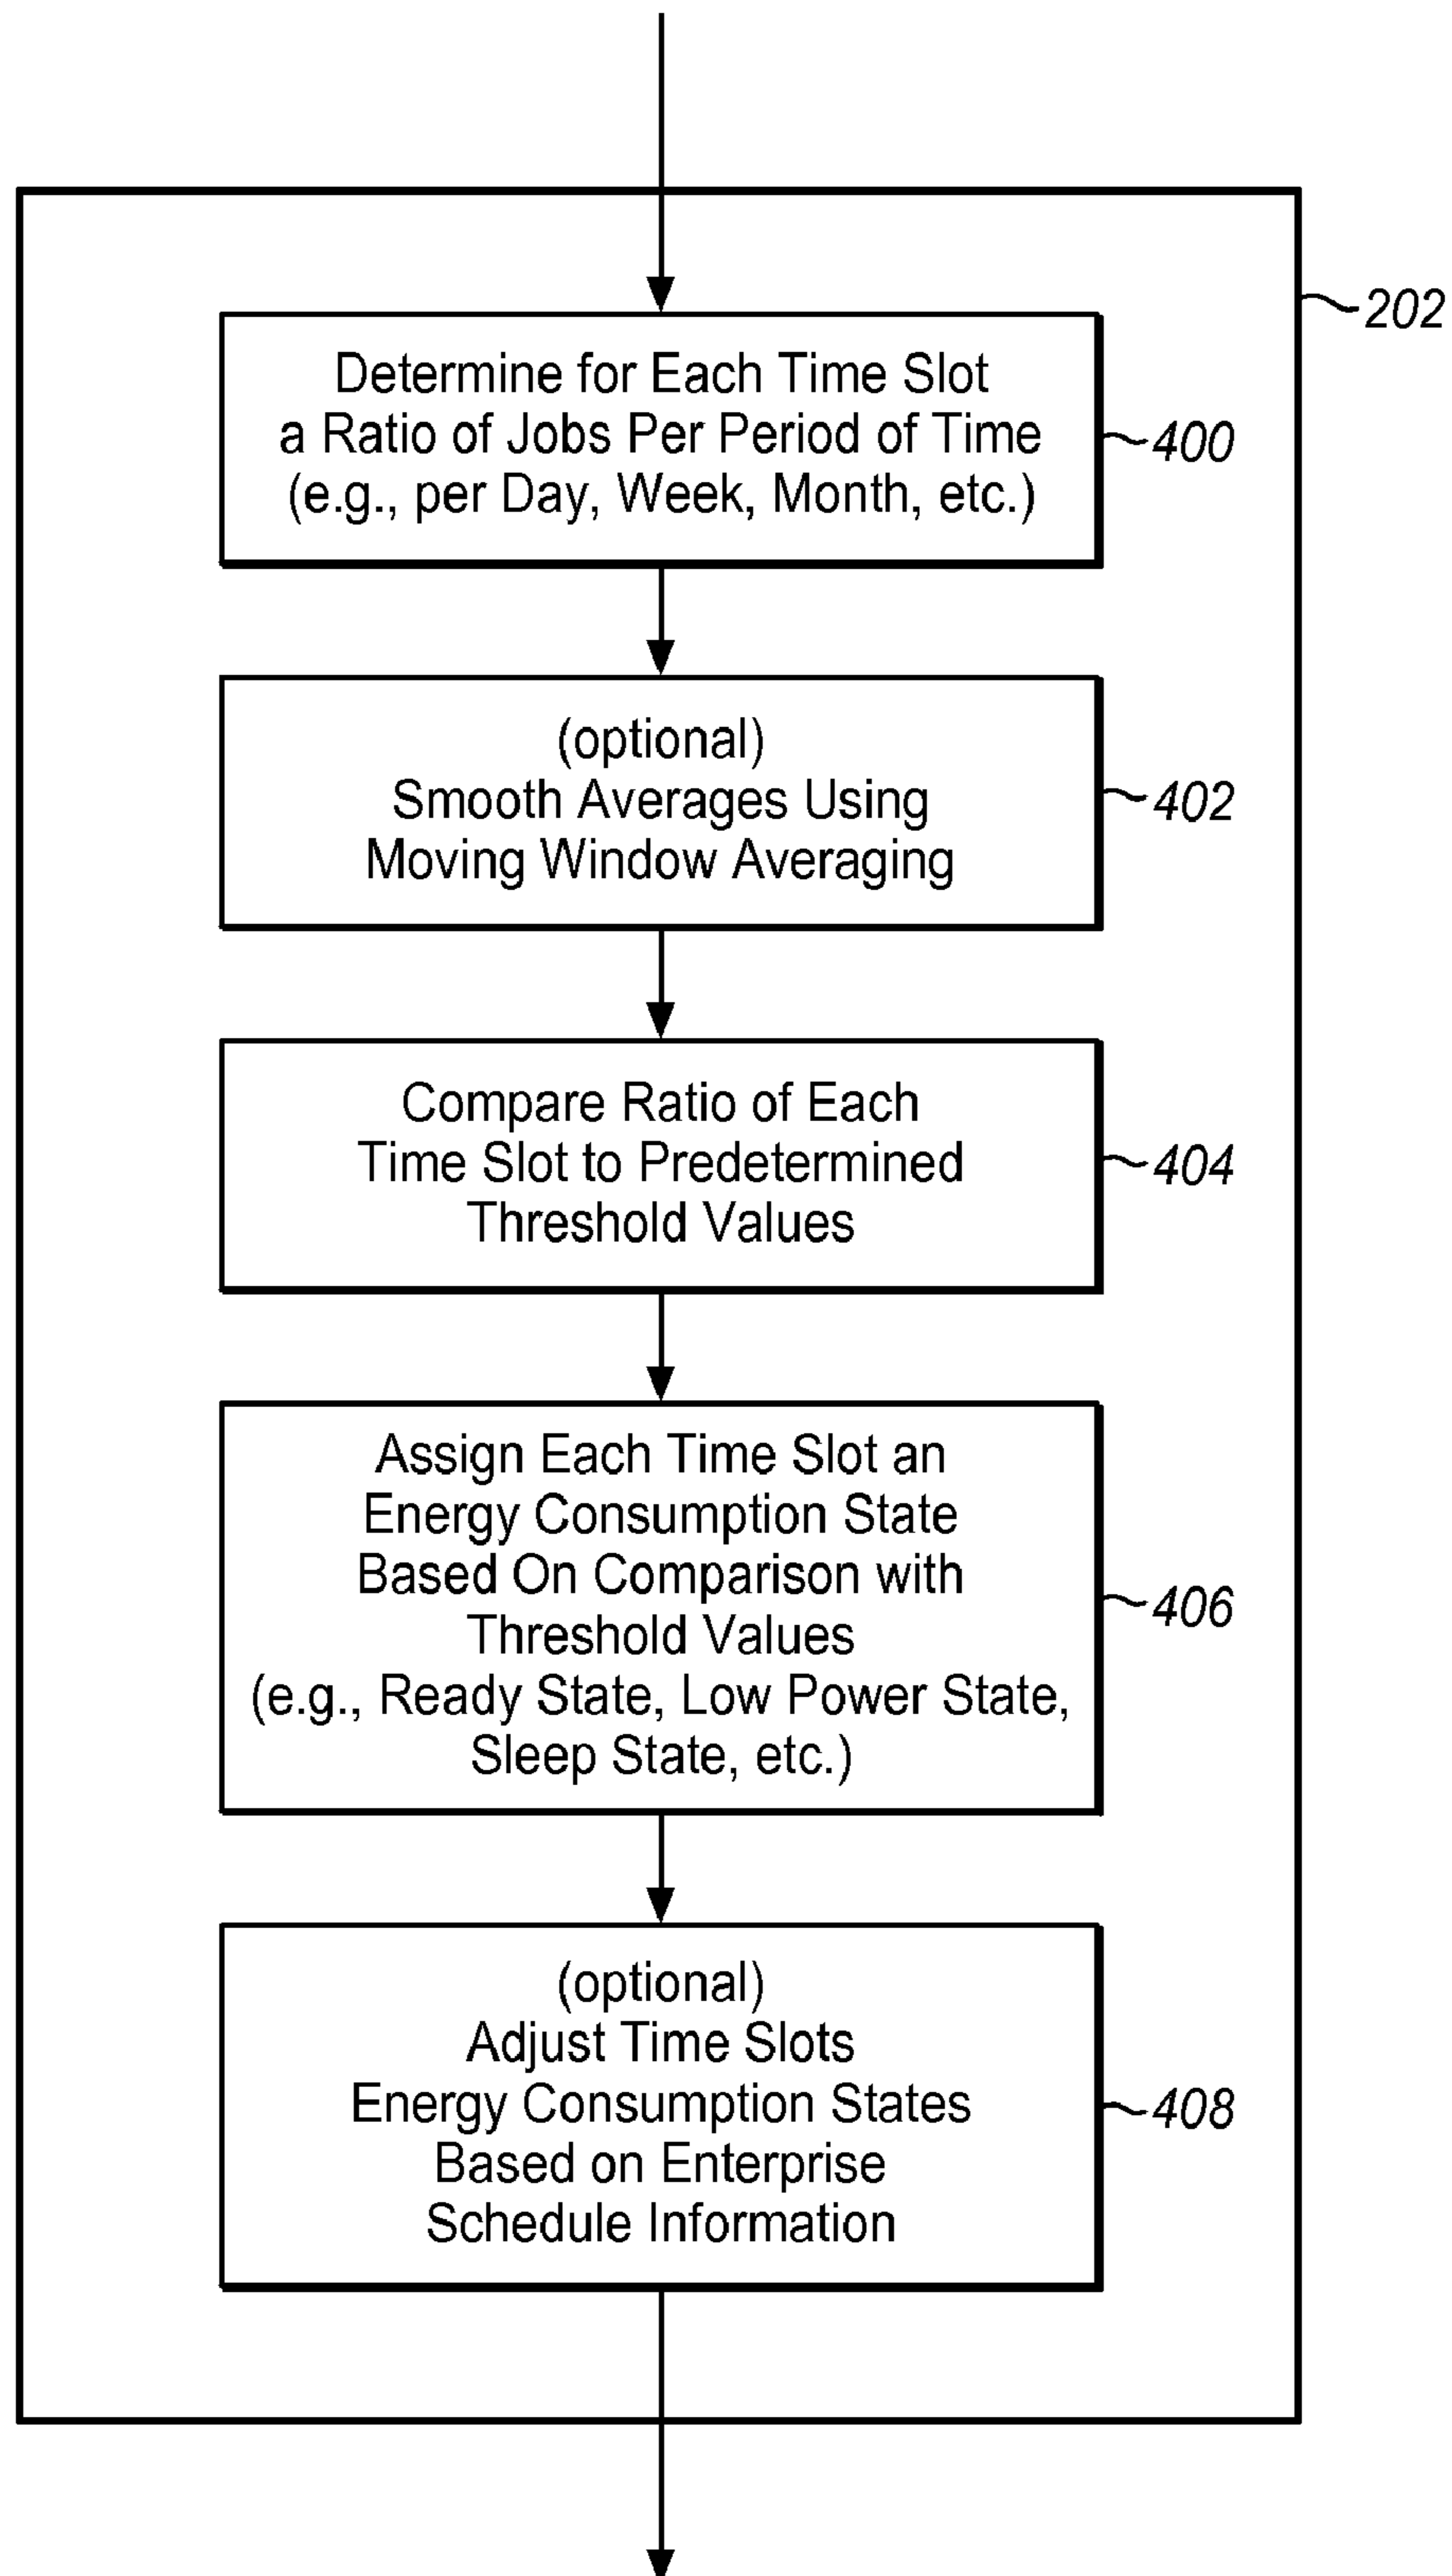 202
Determine for Each Time Slot
a Ratio of Jobs Per Period of Time
(e.g., per Day, Week, Month, etc.)
400
(optional)
Smooth Averages Using
Moving Window Averaging
402
Compare Ratio of Each
Time Slot to Predetermined
Threshold Values
404
Assign Each Time Slot an
Energy Consumption State
Based On Comparison with
Threshold Values
(e.g., Ready State, Low Power State,
Sleep State, etc.)
406
(optional)
Adjust Time Slots
Energy Consumption States
Based on Enterprise
Schedule Information
408